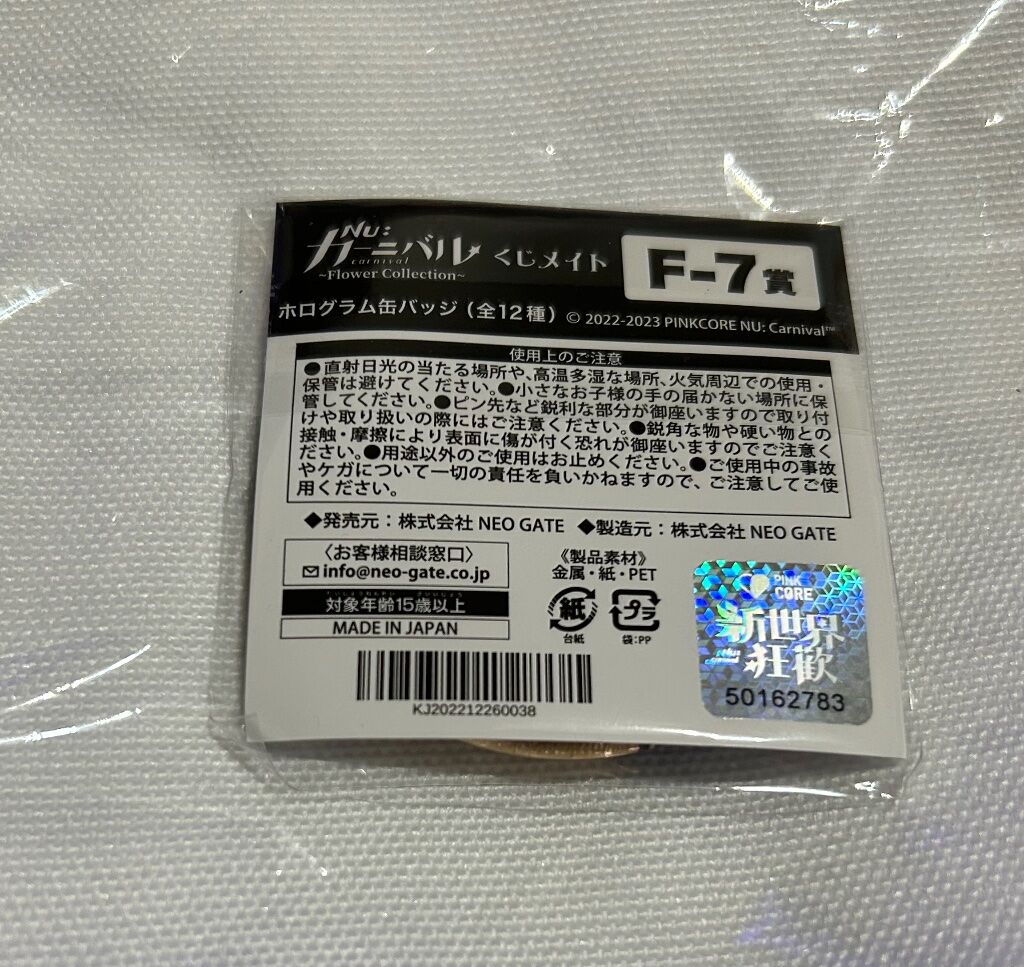 NU:
カーニバル
carnival
~Flower Collection~
くじメイト
F-7賞
ホログラム缶バッジ（全12種）
© 2022-2023 PINKCORE NU: Carnival™
使用上のご注意
●直射日光の当たる場所や、高温多湿な場所、火気周辺での使用・
保管は避けてください。●小さなお子様の手の届かない場所に保
管してください。●ピン先など鋭利な部分が御座いますので取り付
けや取り扱いの際にはご注意ください。●鋭角な物や硬い物との
接触・摩擦により表面に傷が付く恐れが御座いますのでご注意く
ださい。●用途以外のご使用はお止めください。●ご使用中の事故
やケガについて一切の責任を負いかねますので、ご注意してご使
用ください。
◆発売元：株式会社 NEO GATE ◆製造元：株式会社 NEO GATE
〈お客様相談窓口〉
info@neo-gate.co.jp
対象年齢15歳以上
MADE IN JAPAN
《製品素材》
金属・紙・PET
紙
台紙
プラ
袋:PP
KJ202212260038
PINK
CORE
新世界
狂歡
50162783